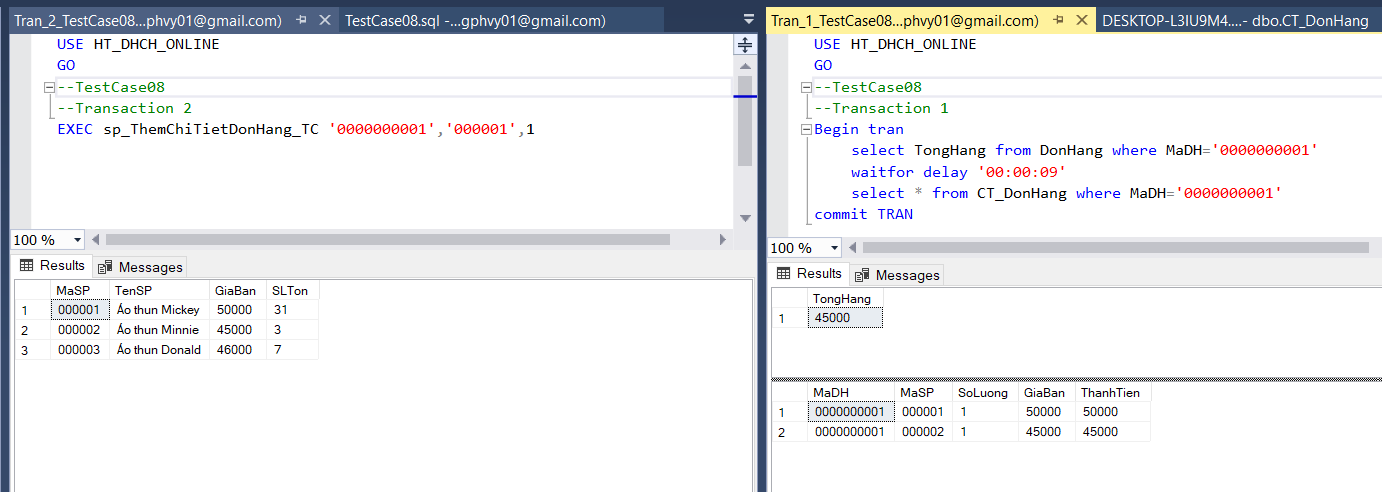 Tran_2_TestCase08...phvy01@gmail.com)
TestCase08.sql -...gphvy01@gmail.com)
USE HT_DHCH_ONLINE
GO
--TestCase08
--Transaction 2
EXEC sp_ThemChiTietDonHang_TC '0000000001','000001',1
100 %
Results Messages
MaSP TenSP GiaBan SLTon
1 000001 Áo thun Mickey 50000 31
2 000002 Áo thun Minnie 45000 3
3 000003 Áo thun Donald 46000 7
Tran_1_TestCase08...phvy01@gmail.com)
DESKTOP-L3IU9M4....- dbo.CT_DonHang
USE HT_DHCH_ONLINE
GO
--TestCase08
--Transaction 1
Begin tran
select TongHang from DonHang where MaDH='0000000001'
waitfor delay '00:00:09'
select * from CT_DonHang where MaDH='0000000001'
commit TRAN
100 %
Results Messages
TongHang
1 45000
MaDH MaSP SoLuong GiaBan ThanhTien
1 0000000001 000001 1 50000 50000
2 0000000001 000002 1 45000 45000